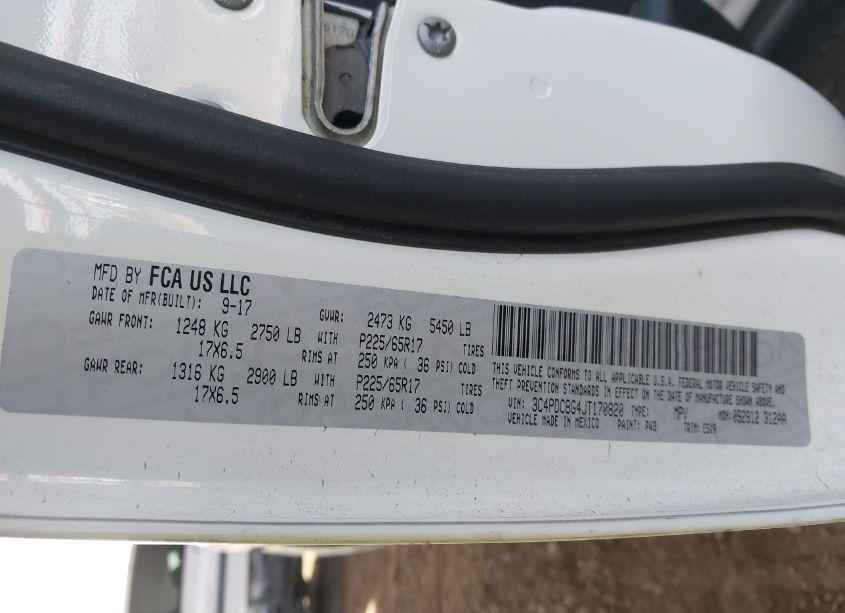 MFD BY FCA US LLC
DATE OF MFR(BUILT): 9-17 GVWR: 2473 KG 5450 LB
GAWR FRONT: 1248 KG 2750 LB WITH P225/65R17 TIRES
17X6.5 RIMS AT 250 KPA ( 36 PSI) COLD
GAWR REAR: 1316 KG 2900 LB WITH P225/65R17 TIRES
17X6.5 RIMS AT 250 KPA ( 36 PSI) COLD
THIS VEHICLE CONFORMS TO ALL APPLICABLE U.S.A. FEDERAL MOTOR VEHICLE SAFETY AND
THEFT PREVENTION STANDARDS IN EFFECT ON THE DATE OF MANUFACTURE SHOWN ABOVE.
VIN: 3C4PDCBG4JT170820 TYPE: MPV MDH: 092812 312AA
VEHICLE MADE IN MEXICO PAINT: PW3 TRIM: